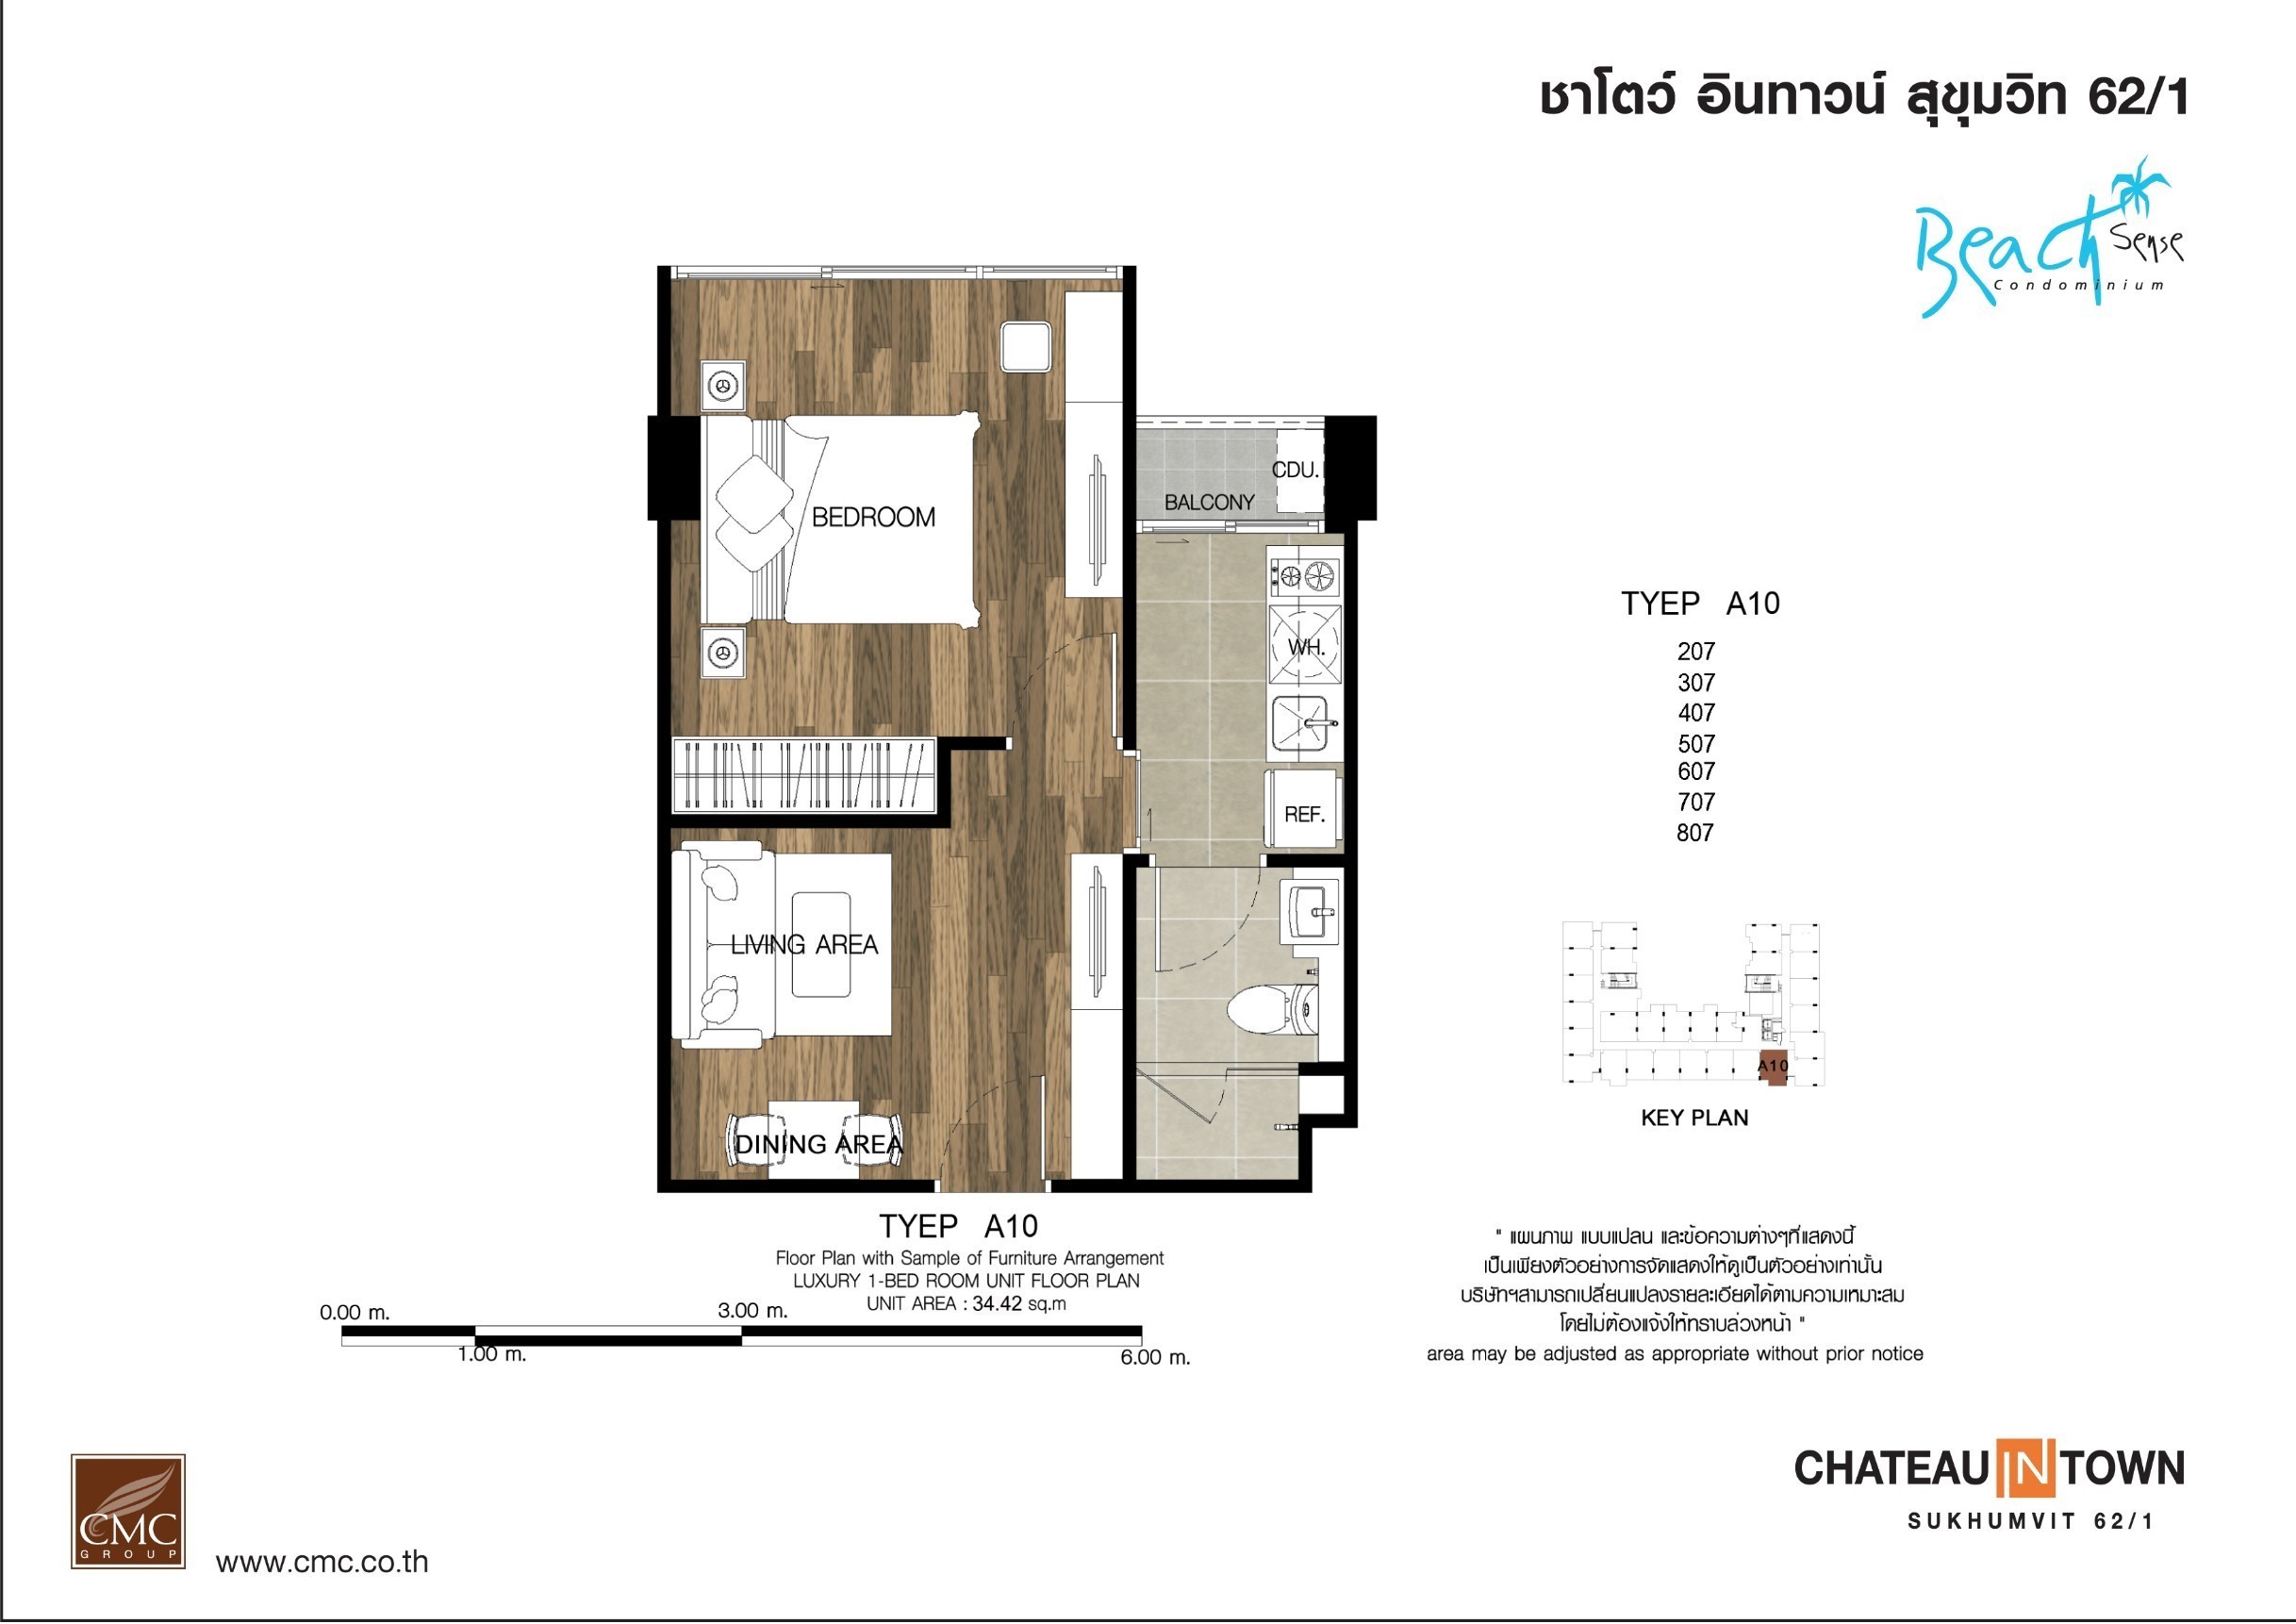 ชาโตว์ อินทาวน์ สุขุมวิท 62/1
Beach Sense
Condominium
CDU.
BALCONY
BEDROOM
WH.
REF.
LIVING AREA
DINING AREA
TYEP A10
207
307
407
507
607
707
807
A10
KEY PLAN
TYEP A10
Floor Plan with Sample of Furniture Arrangement
LUXURY 1-BED ROOM UNIT FLOOR PLAN
UNIT AREA : 34.42 sq.m
0.00 m.
3.00 m.
1.00 m.
6.00 m.
" แผนภาพ แบบแปลน และข้อความต่างๆที่แสดงนี้
เป็นเพียงตัวอย่างการจัดแสดงให้ดูเป็นตัวอย่างเท่านั้น
บริษัทฯสามารถเปลี่ยนแปลงรายละเอียดได้ตามความเหมาะสม
โดยไม่ต้องแจ้งให้ทราบล่วงหน้า "
area may be adjusted as appropriate without prior notice
CMC
GROUP
www.cmc.co.th
CHATEAU IN TOWN
SUKHUMVIT 62/1